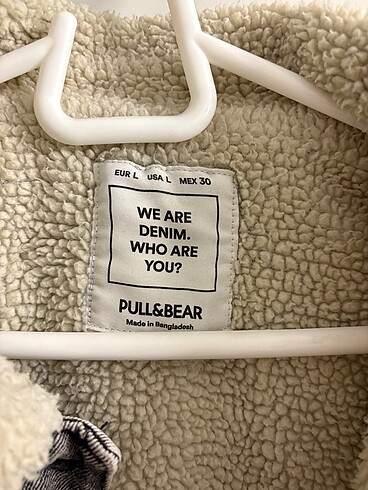 EUR L USA L MEX 30
WE ARE
DENIM.
WHO ARE
YOU?
PULL&BEAR
Made in Bangladesh